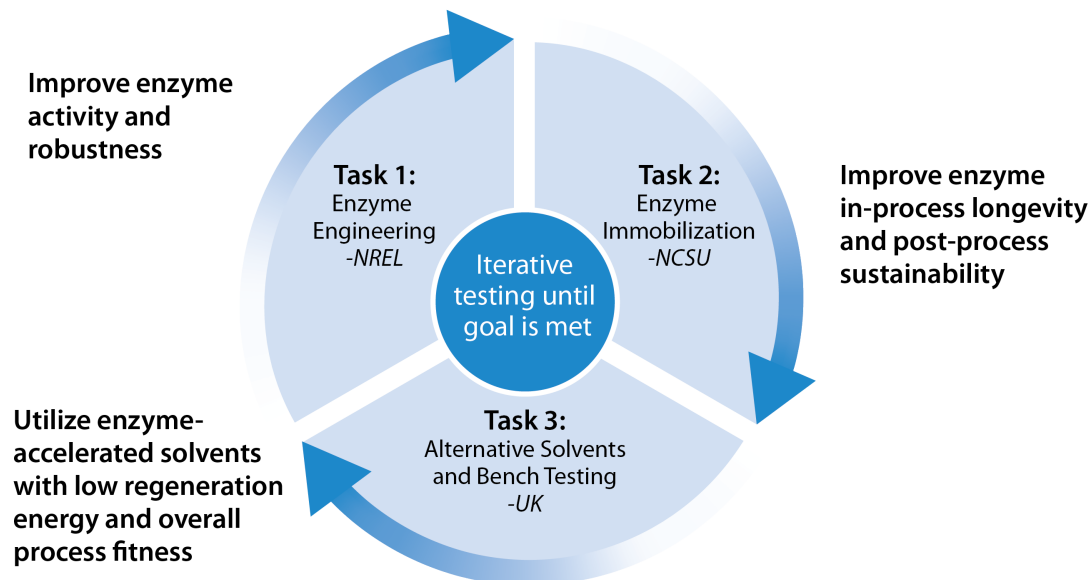 Improve enzyme
activity and
robustness
Task 1:
Enzyme
Engineering
-NREL
Task 2:
Enzyme
Immobilization
-NCSU
Improve enzyme
in-process longevity
and post-process
sustainability
Iterative
testing until
goal is met
Task 3:
Alternative Solvents
and Bench Testing
-UK
Utilize enzyme-
accelerated solvents
with low regeneration
energy and overall
process fitness